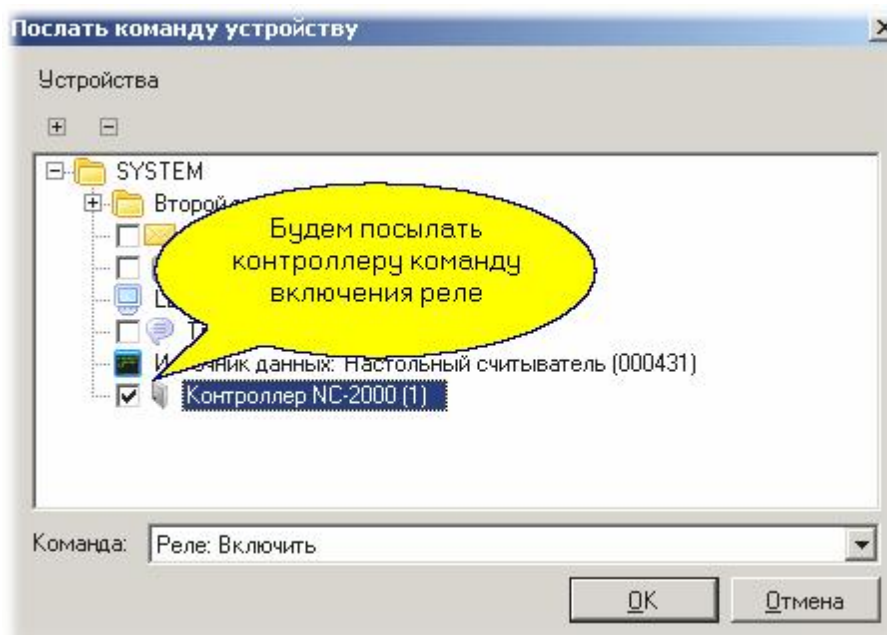 Послать команду устройству
Устройства
SYSTEM
Второй
Будем посылать
контроллеру команду
включения реле
данных: Настольный считыватель (000431)
Контроллер NC-2000 (1)
Команда: Реле: Включить
OK Отмена